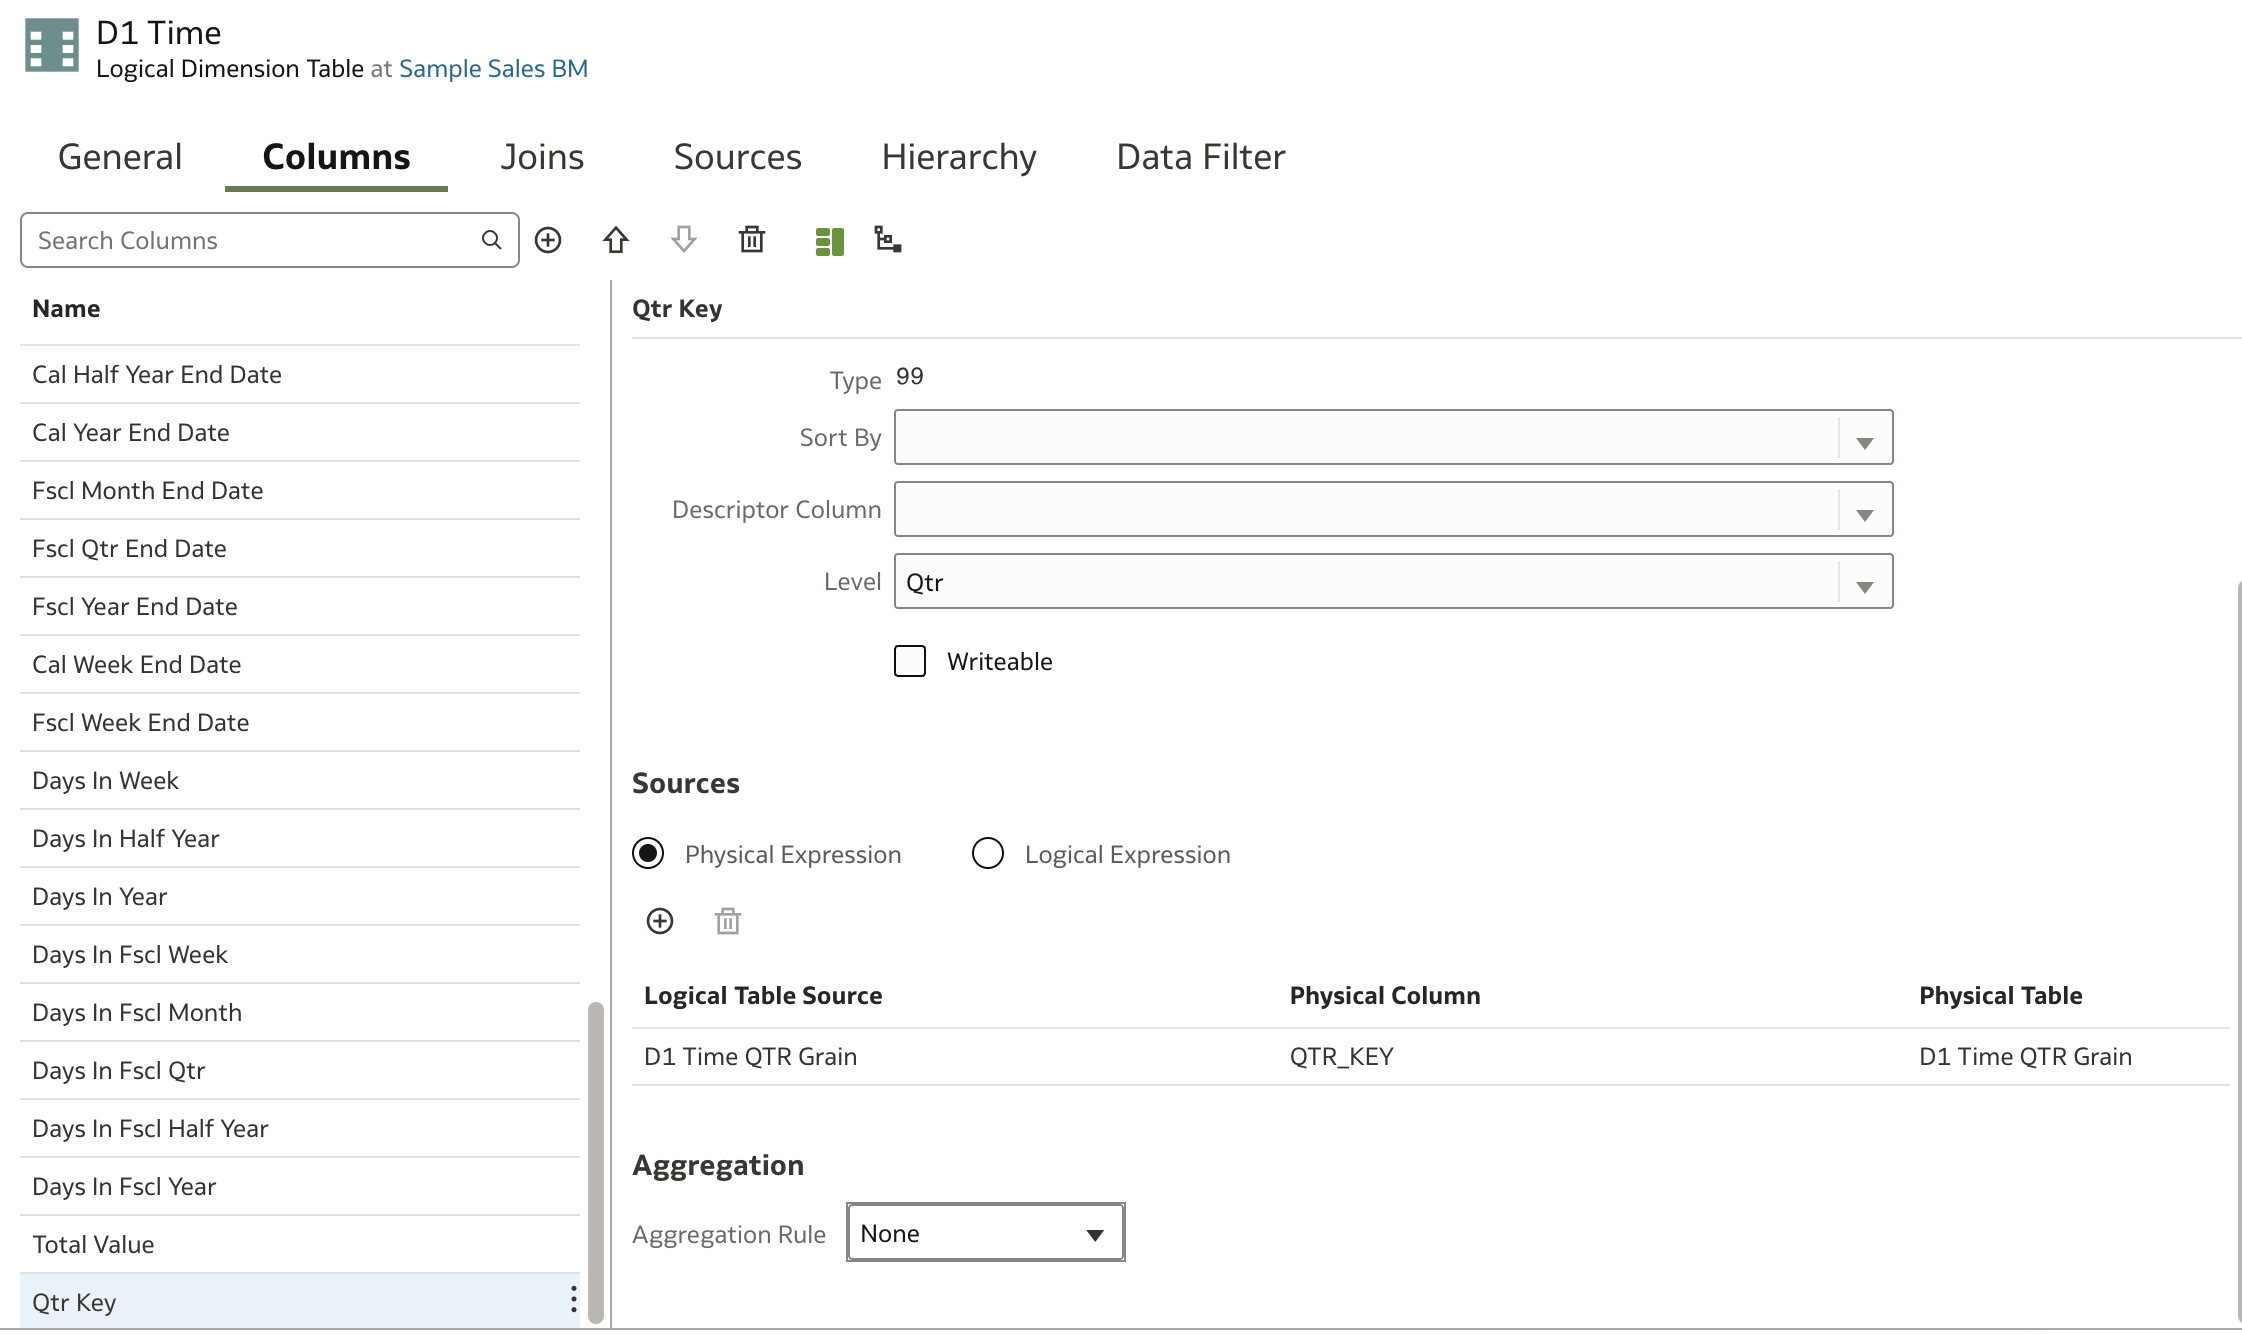 D1 Time
Logical Dimension Table at Sample Sales BM
General Columns Joins Sources Hierarchy Data Filter
Search Columns
Name
Cal Half Year End Date
Cal Year End Date
Fscl Month End Date
Fscl Qtr End Date
Fscl Year End Date
Cal Week End Date
Fscl Week End Date
Days In Week
Days In Half Year
Days In Year
Days In Fscl Week
Days In Fscl Month
Days In Fscl Qtr
Days In Fscl Half Year
Days In Fscl Year
Total Value
Qtr Key
Qtr Key
Type 99
Sort By
Descriptor Column
Level Qtr
Writeable
Sources
Physical Expression Logical Expression
Logical Table Source Physical Column Physical Table
D1 Time QTR Grain QTR_KEY D1 Time QTR Grain
Aggregation
Aggregation Rule None